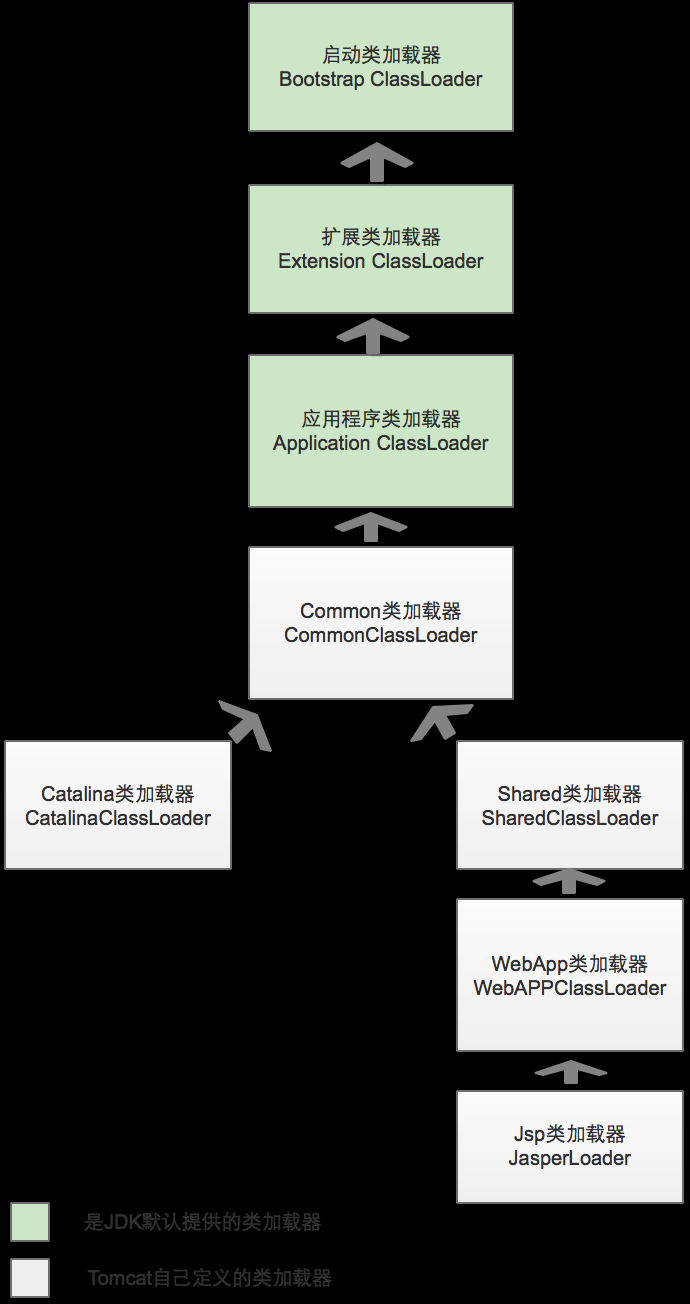 启动类加载器
Bootstrap ClassLoader
扩展类加载器
Extension ClassLoader
应用程序类加载器
Application ClassLoader
Common类加载器
CommonClassLoader
Catalina类加载器
CatalinaClassLoader
Shared类加载器
SharedClassLoader
WebApp类加载器
WebAPPClassLoader
Jsp类加载器
JasperLoader
是JDK默认提供的类加载器
Tomcat自己定义的类加载器